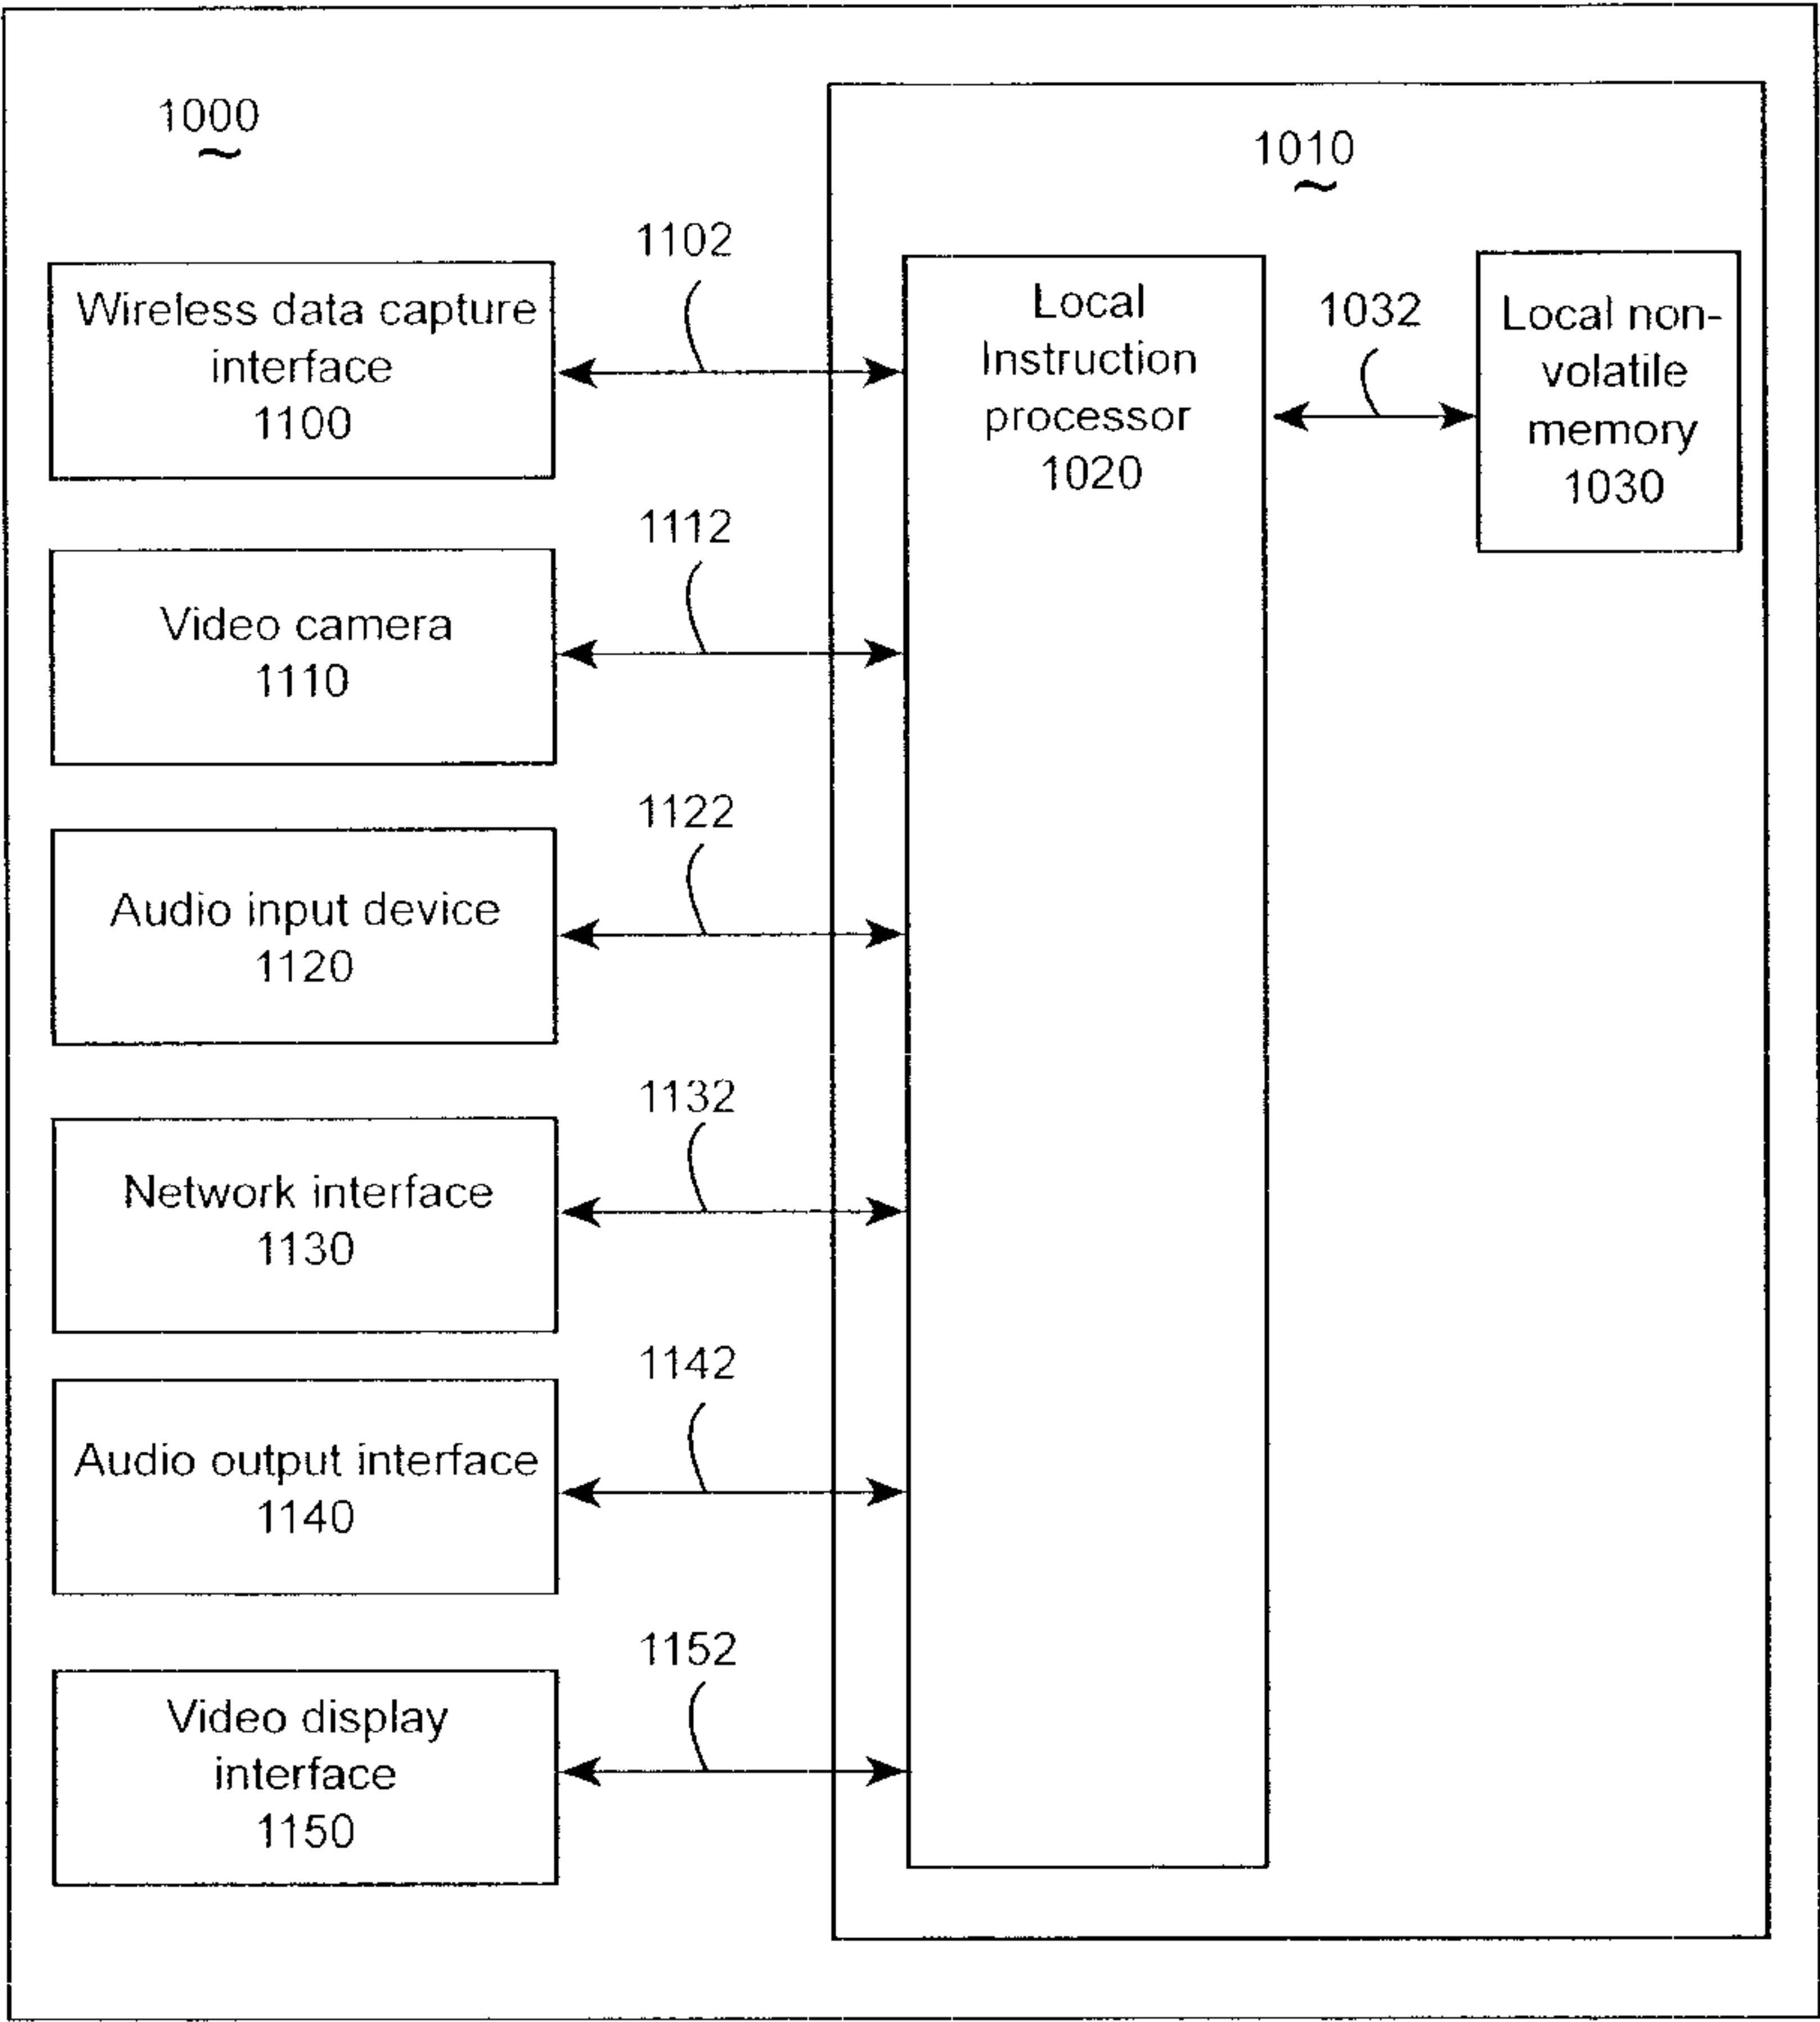 1000
1010
1102
Wireless data capture
interface
1100
Local
Instruction
processor
1020
1032
Local non-
volatile
memory
1030
1112
Video camera
1110
1122
Audio input device
1120
1132
Network interface
1130
1142
Audio output interface
1140
1152
Video display
interface
1150